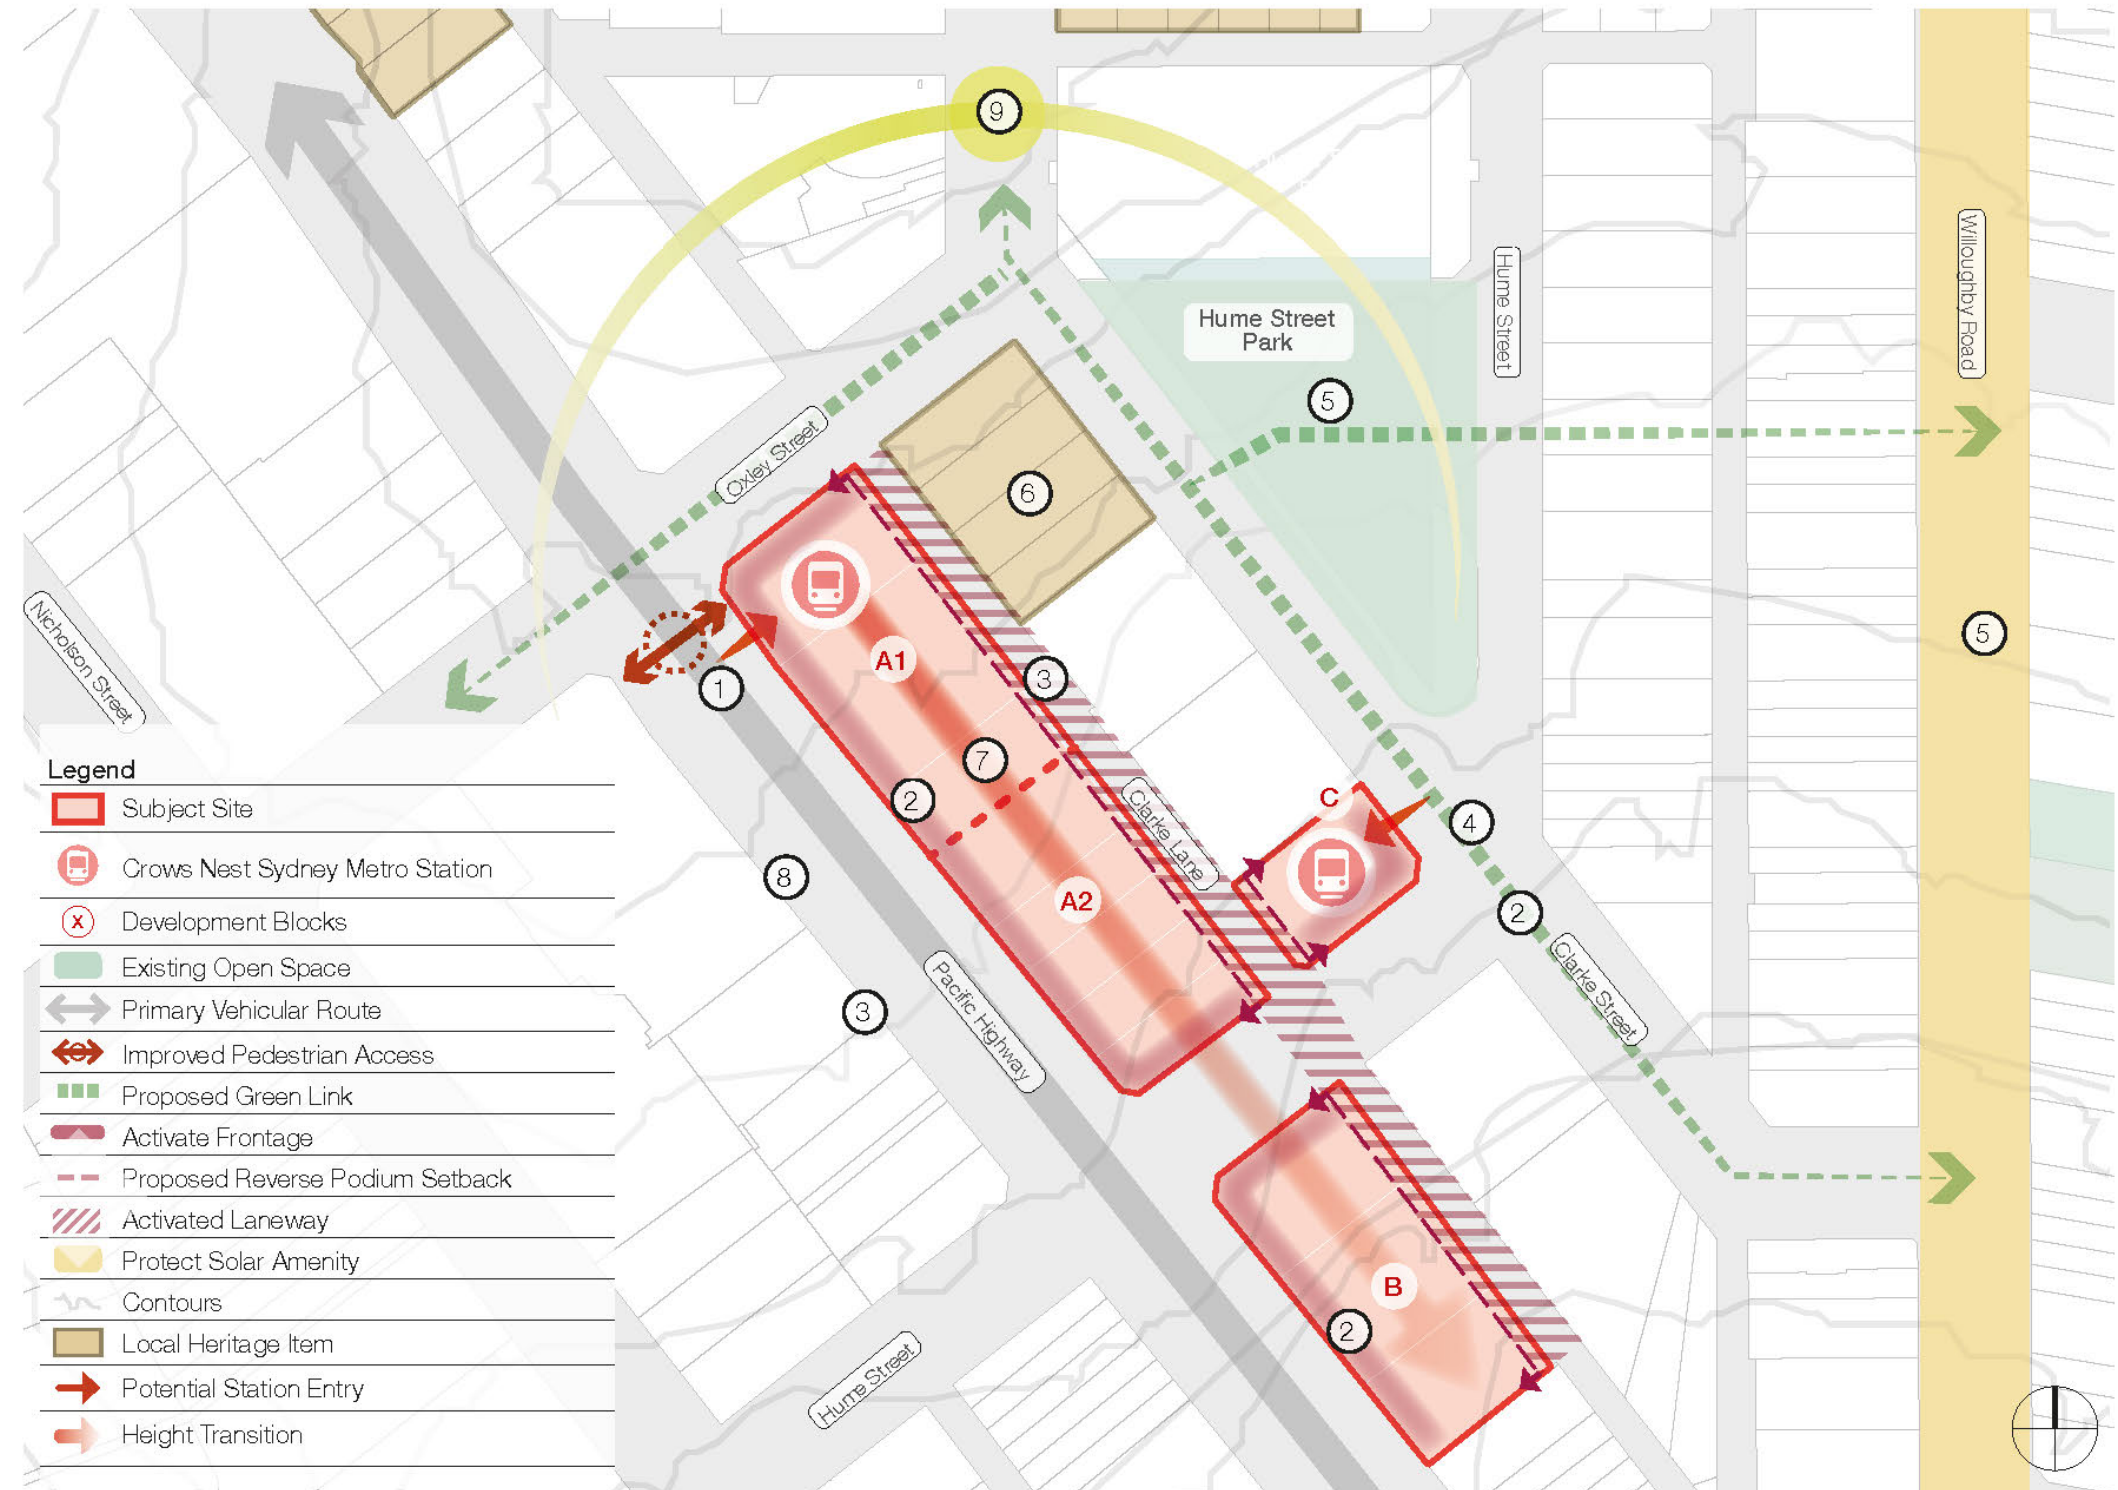 9
Hume Street
Park
Hume Street
Willoughby Road
5
Oxley Street
6
5
Nicholson Street
A1
1
3
7
2
C
4
8
Clarke Lane
A2
2
3
Pacific Highway
Clarke Street
B
2
Hume Street
Legend
Subject Site
Crows Nest Sydney Metro Station
X
Development Blocks
Existing Open Space
Primary Vehicular Route
Improved Pedestrian Access
Proposed Green Link
Activate Frontage
Proposed Reverse Podium Setback
Activated Laneway
Protect Solar Amenity
Contours
Local Heritage Item
Potential Station Entry
Height Transition